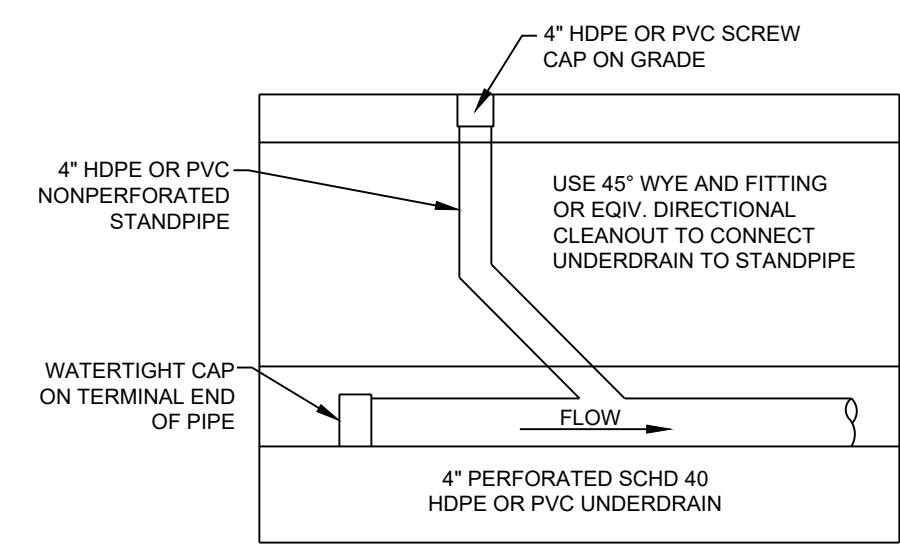 4" HDPE OR PVC SCREW
CAP ON GRADE
4" HDPE OR PVC
NONPERFORATED
STANDPIPE
USE 45° WYE AND FITTING
OR EQIV. DIRECTIONAL
CLEANOUT TO CONNECT
UNDERDRAIN TO STANDPIPE
WATERTIGHT CAP
ON TERMINAL END
OF PIPE
FLOW
4" PERFORATED SCHD 40
HDPE OR PVC UNDERDRAIN